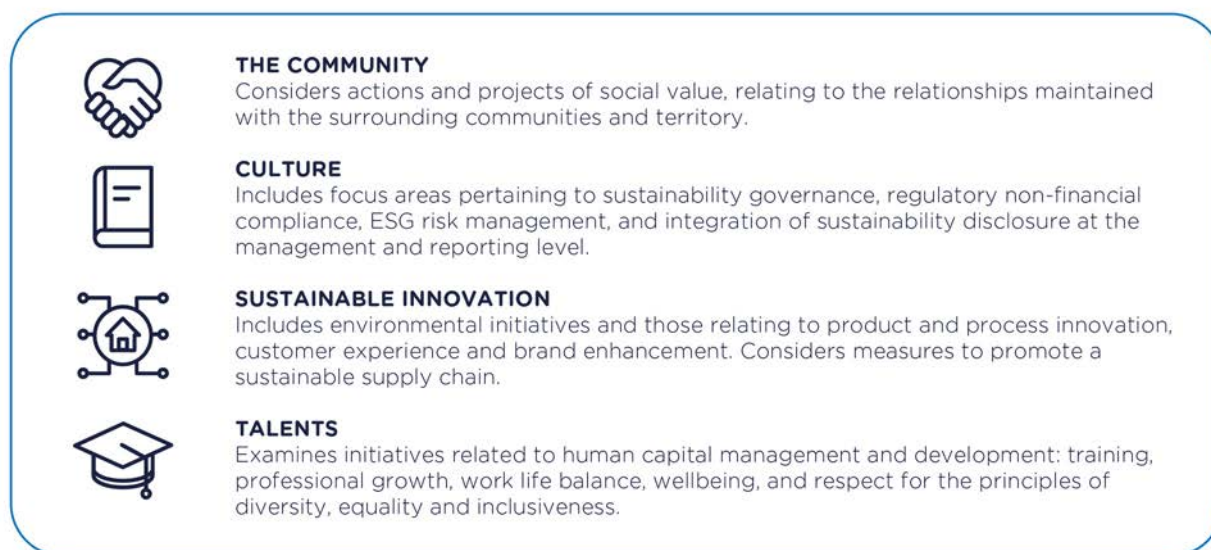 THE COMMUNITY
Considers actions and projects of social value, relating to the relationships maintained
with the surrounding communities and territory.
CULTURE
Includes focus areas pertaining to sustainability governance, regulatory non-financial
compliance, ESG risk management, and integration of sustainability disclosure at the
management and reporting level.
SUSTAINABLE INNOVATION
Includes environmental initiatives and those relating to product and process innovation,
customer experience and brand enhancement. Considers measures to promote a
sustainable supply chain.
TALENTS
Examines initiatives related to human capital management and development: training,
professional growth, work life balance, wellbeing, and respect for the principles of
diversity, equality and inclusiveness.